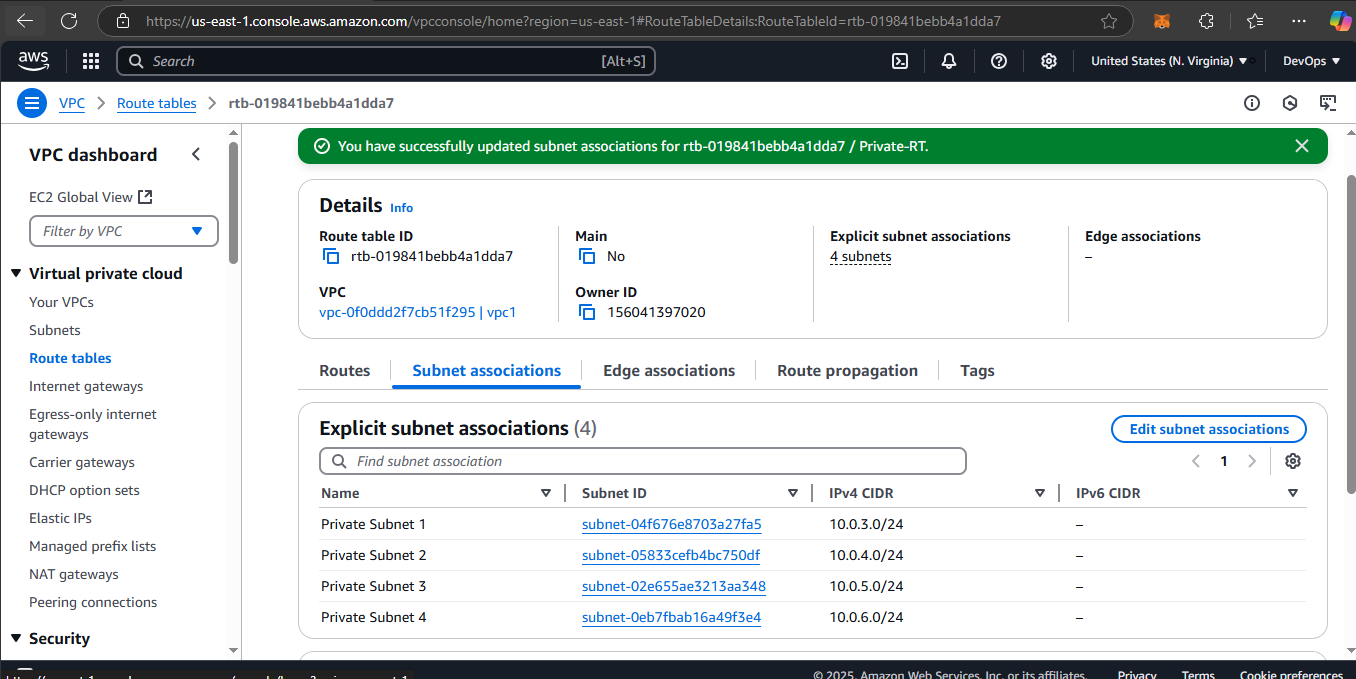 https://us-east-1.console.aws.amazon.com/vpcconsole/home?region=us-east-1#RouteTableDetails:RouteTableId=rtb-019841bebb4a1dda7
aws
Search [Alt+S]
United States (N. Virginia) ▼
DevOps ▼
VPC > Route tables > rtb-019841bebb4a1dda7
VPC dashboard
EC2 Global View
Filter by VPC
Virtual private cloud
Your VPCs
Subnets
Route tables
Internet gateways
Egress-only internet
gateways
Carrier gateways
DHCP option sets
Elastic IPs
Managed prefix lists
NAT gateways
Peering connections
Security
You have successfully updated subnet associations for rtb-019841bebb4a1dda7 / Private-RT.
Details Info
Route table ID
rtb-019841bebb4a1dda7
Main
No
Explicit subnet associations
4 subnets
Edge associations
–
VPC
vpc-0f0ddd2f7cb51f295 | vpc1
Owner ID
156041397020
Routes Subnet associations Edge associations Route propagation Tags
Explicit subnet associations (4)
Edit subnet associations
Find subnet association
1
Name Subnet ID IPv4 CIDR IPv6 CIDR
Private Subnet 1 subnet-04f676e8703a27fa5 10.0.3.0/24 –
Private Subnet 2 subnet-05833cefb4bc750df 10.0.4.0/24 –
Private Subnet 3 subnet-02e655ae3213aa348 10.0.5.0/24 –
Private Subnet 4 subnet-0eb7fbab16a49f3e4 10.0.6.0/24 –
© 2025, Amazon Web Services, Inc. or its affiliates. Privacy Terms Cookie preferences